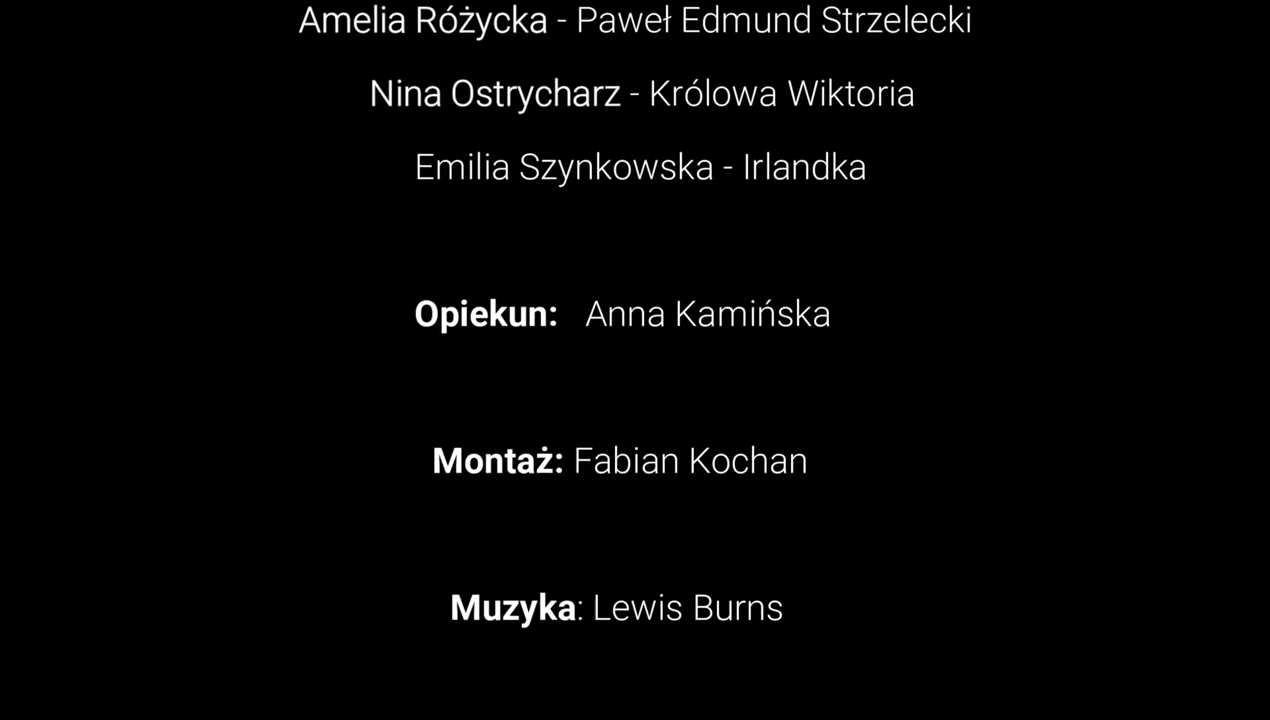 Amelia Różycka - Paweł Edmund Strzelecki
Nina Ostrycharz - Królowa Wiktoria
Emilia Szynkowska - Irlandka
Opiekun: Anna Kamińska
Montaż: Fabian Kochan
Muzyka: Lewis Burns